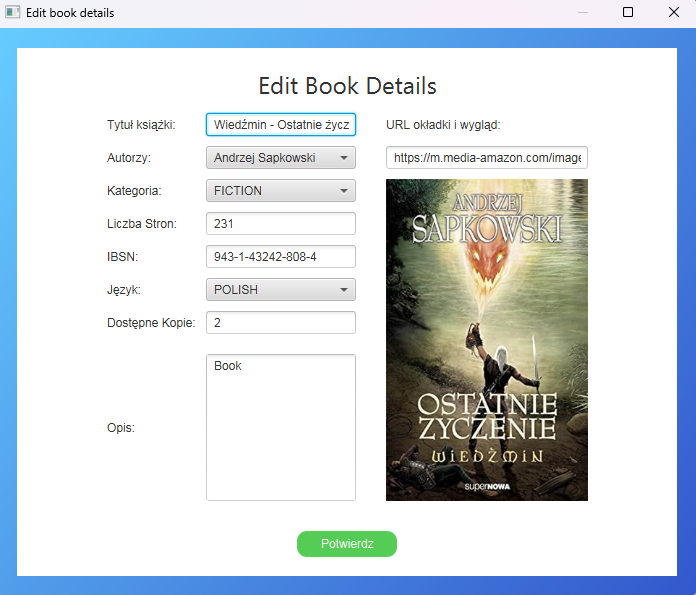 Edit book details
Edit Book Details
Tytuł książki:
Wiedźmin - Ostatnie życz
Autorzy:
Andrzej Sapkowski
Kategoria:
FICTION
Liczba Stron:
231
IBSN:
943-1-43242-808-4
Język:
POLISH
Dostępne Kopie:
2
Opis:
Book
URL okładki i wygląd:
https://m.media-amazon.com/image
ANDRZEJ
SAPKOWSKI
OSTATNIE
ŻYCZENIE
WIEDŹMIN
superNOWA
Potwierdz